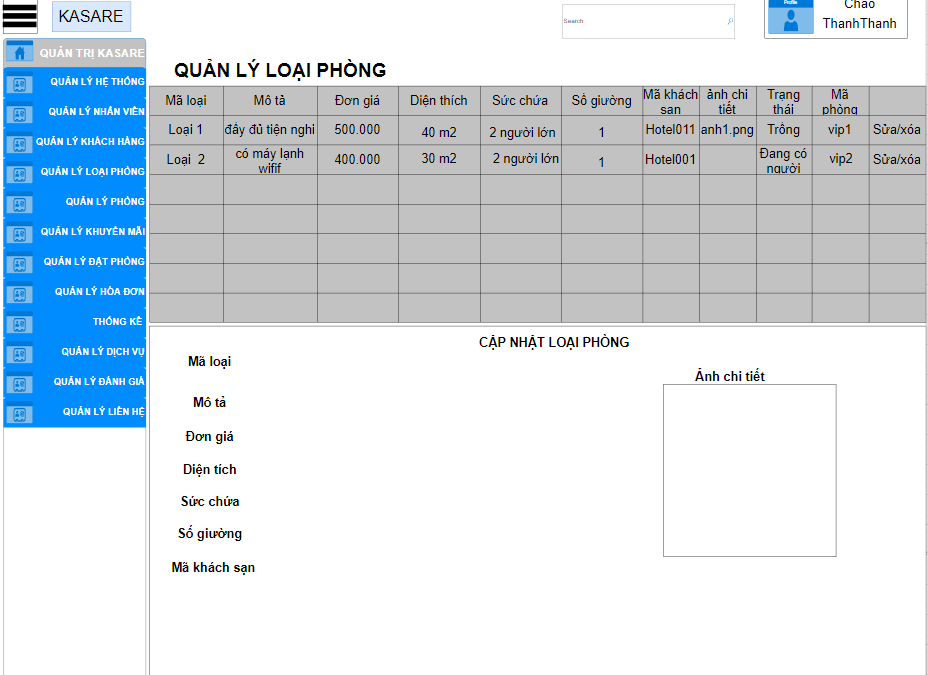 KASARE
Search
Profile
Chào
ThanhThanh
QUẢN TRỊ KASARE
QUẢN LÝ HỆ THỐNG
QUẢN LÝ NHÂN VIÊN
QUẢN LÝ KHÁCH HÀNG
QUẢN LÝ LOẠI PHÒNG
QUẢN LÝ PHÒNG
QUẢN LÝ KHUYẾN MÃI
QUẢN LÝ ĐẶT PHÒNG
QUẢN LÝ HÓA ĐƠN
THỐNG KÊ
QUẢN LÝ DỊCH VỤ
QUẢN LÝ ĐÁNH GIÁ
QUẢN LÝ LIÊN HỆ
QUẢN LÝ LOẠI PHÒNG
Mã loại Mô tả Đơn giá Diện thích Sức chứa Số giường Mã khách sạn ảnh chi tiết Trạng thái Mã phòng
Loại 1 đầy đủ tiện nghi 500.000 40 m2 2 người lớn 1 Hotel011 anh1.png Trống vip1 Sửa/xóa
Loại 2 có máy lạnh wifif 400.000 30 m2 2 người lớn 1 Hotel001 Đang có người vip2 Sửa/xóa
CẬP NHẬT LOẠI PHÒNG
Mã loại
Ảnh chi tiết
Mô tả
Đơn giá
Diện tích
Sức chứa
Số giường
Mã khách sạn